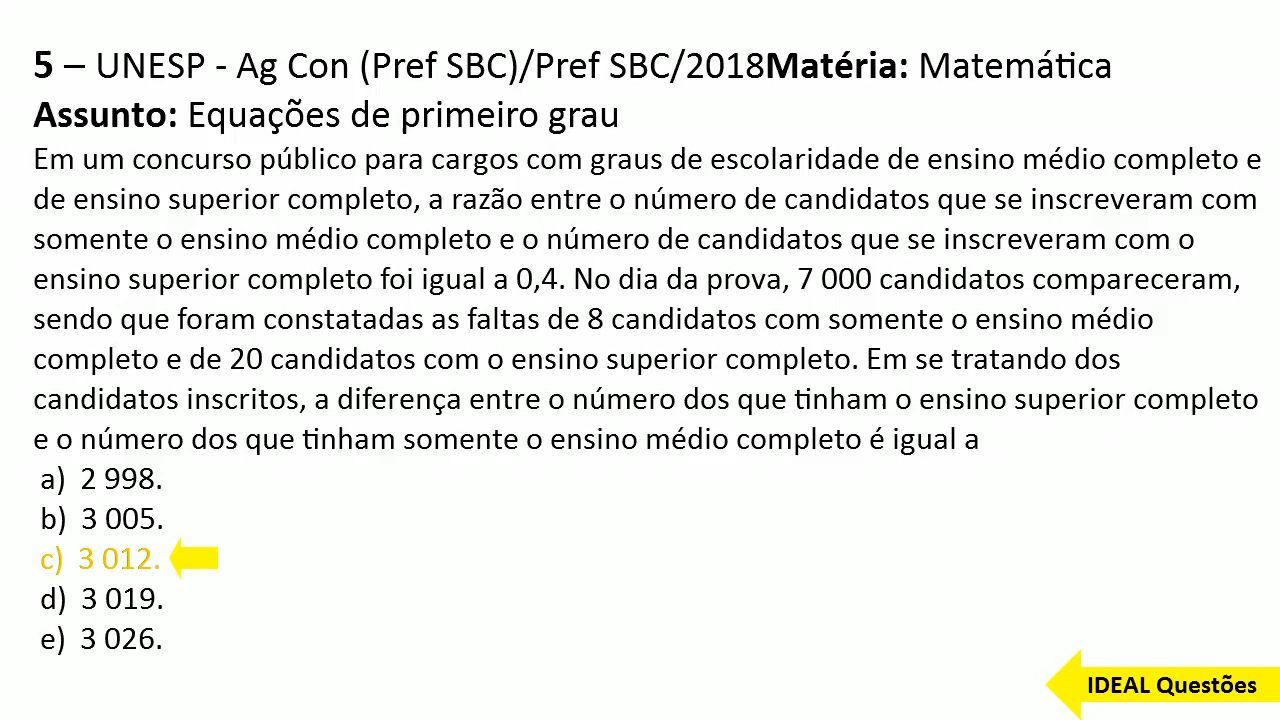 5 – UNESP - Ag Con (Pref SBC)/Pref SBC/2018Matéria: Matemática
Assunto: Equações de primeiro grau
Em um concurso público para cargos com graus de escolaridade de ensino médio completo e
de ensino superior completo, a razão entre o número de candidatos que se inscreveram com
somente o ensino médio completo e o número de candidatos que se inscreveram com o
ensino superior completo foi igual a 0,4. No dia da prova, 7 000 candidatos compareceram,
sendo que foram constatadas as faltas de 8 candidatos com somente o ensino médio
completo e de 20 candidatos com o ensino superior completo. Em se tratando dos
candidatos inscritos, a diferença entre o número dos que tinham o ensino superior completo
e o número dos que tinham somente o ensino médio completo é igual a
a) 2 998.
b) 3 005.
c) 3 012.
d) 3 019.
e) 3 026.
IDEAL Questões